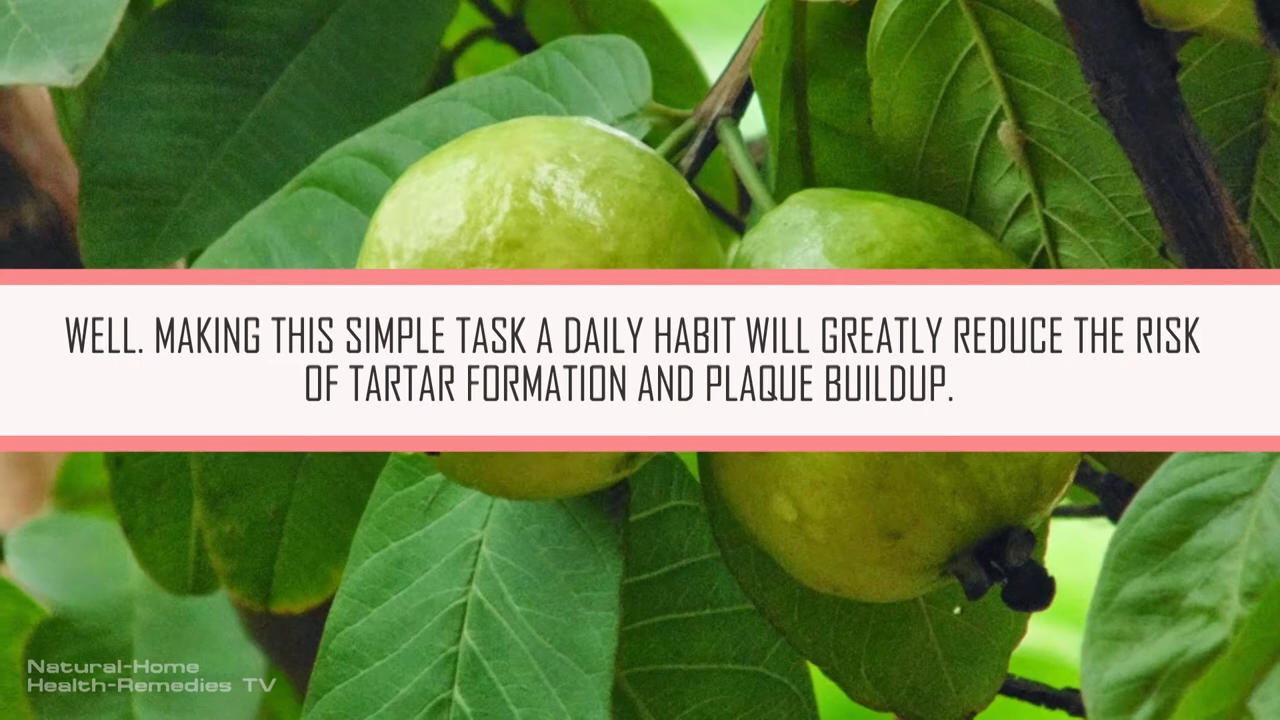 WELL. MAKING THIS SIMPLE TASK A DAILY HABIT WILL GREATLY REDUCE THE RISK
OF TARTAR FORMATION AND PLAQUE BUILDUP.
Natural-Home
Health-Remedies TV